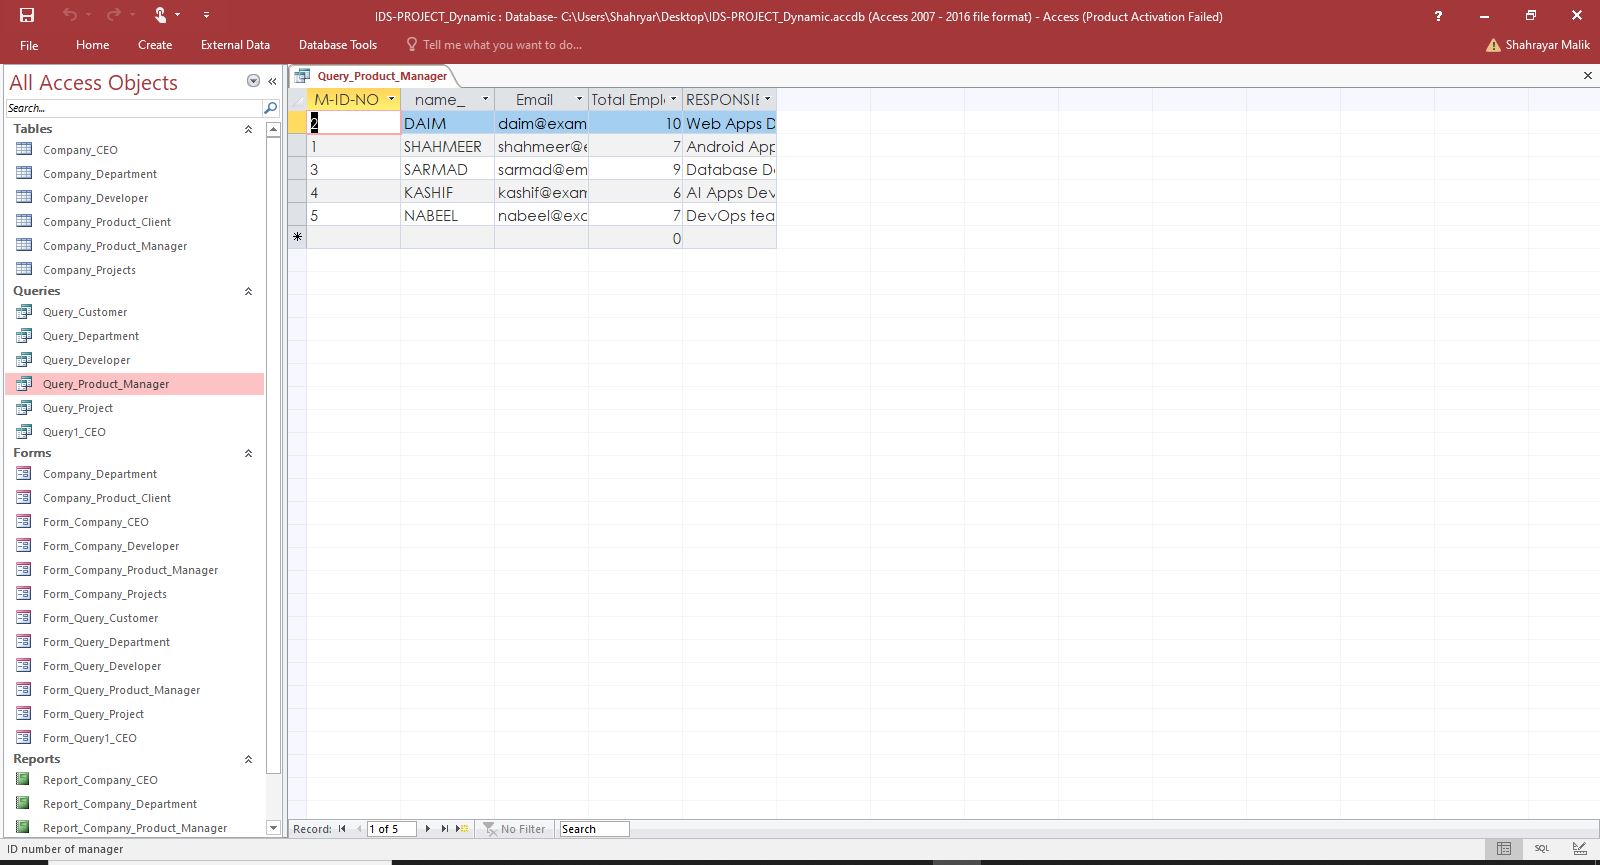 IDS-PROJECT_Dynamic : Database- C:\Users\Shahryar\Desktop\IDS-PROJECT_Dynamic.accdb (Access 2007 - 2016 file format) - Access (Product Activation Failed)
?
File Home Create External Data Database Tools Tell me what you want to do... Shahrayar Malik
All Access Objects
Search...
Tables
Company_CEO
Company_Department
Company_Developer
Company_Product_Client
Company_Product_Manager
Company_Projects
Queries
Query_Customer
Query_Department
Query_Developer
Query_Product_Manager
Query_Project
Query1_CEO
Forms
Company_Department
Company_Product_Client
Form_Company_CEO
Form_Company_Developer
Form_Company_Product_Manager
Form_Company_Projects
Form_Query_Customer
Form_Query_Department
Form_Query_Developer
Form_Query_Product_Manager
Form_Query_Project
Form_Query1_CEO
Reports
Report_Company_CEO
Report_Company_Department
Report_Company_Product_Manager
Query_Product_Manager
M-ID-NO name_ Email Total Empl RESPONSIE
2 DAIM daim@exam 10 Web Apps D
1 SHAHMEER shahmeer@e 7 Android App
3 SARMAD sarmad@em 9 Database De
4 KASHIF kashif@exam 6 AI Apps Dev
5 NABEEL nabeel@exa 7 DevOps tea
* 0
Record: 1 of 5 No Filter Search
ID number of manager SQL